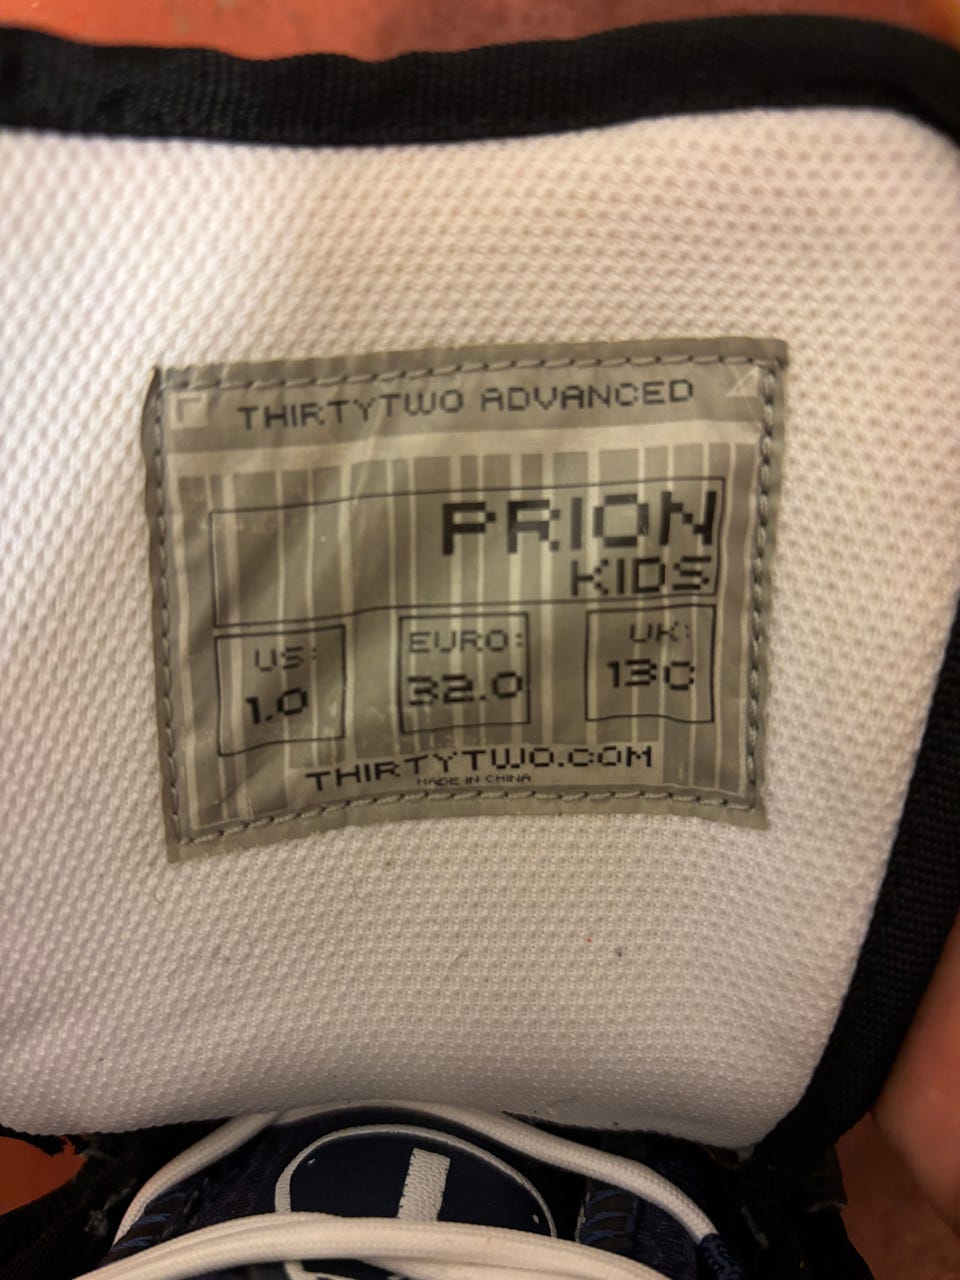 THIRTYTWO ADVANCED
PRION
KIDS
US: EURO: UK:
1.0 32.0 13C
THIRTYTWO.COM
MADE IN CHINA